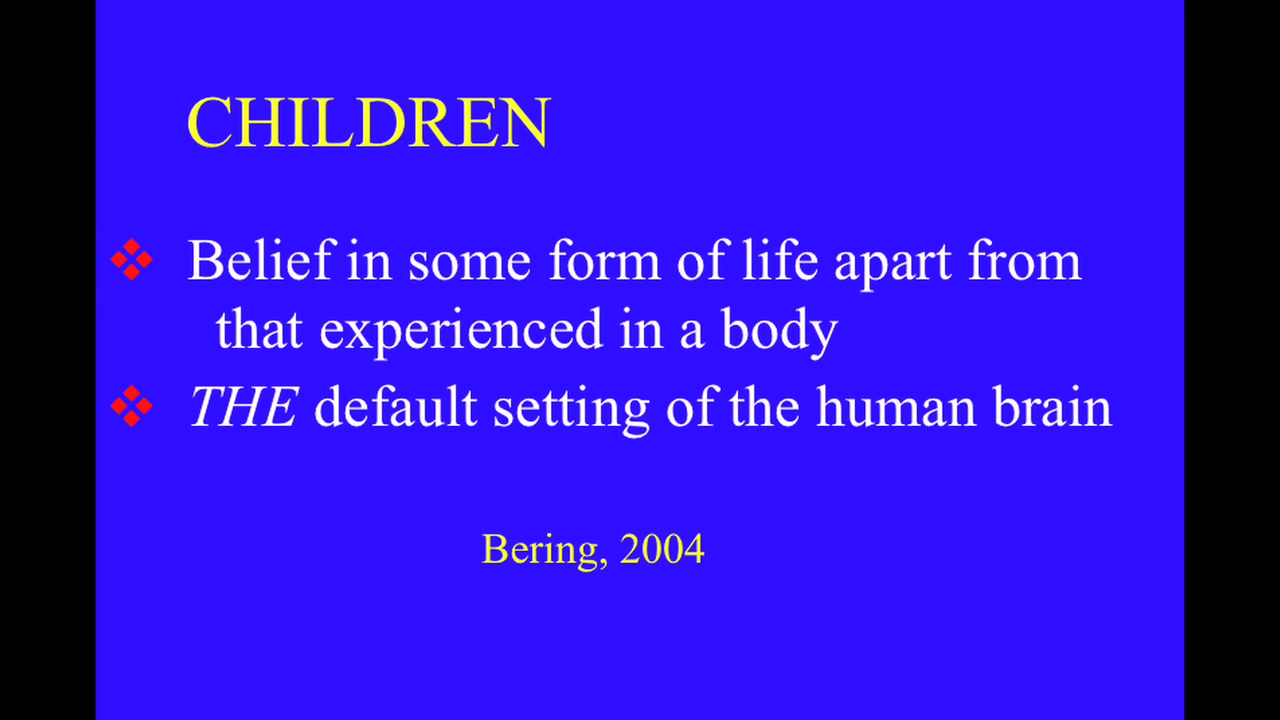 CHILDREN
Belief in some form of life apart from
that experienced in a body
THE default setting of the human brain
Bering, 2004